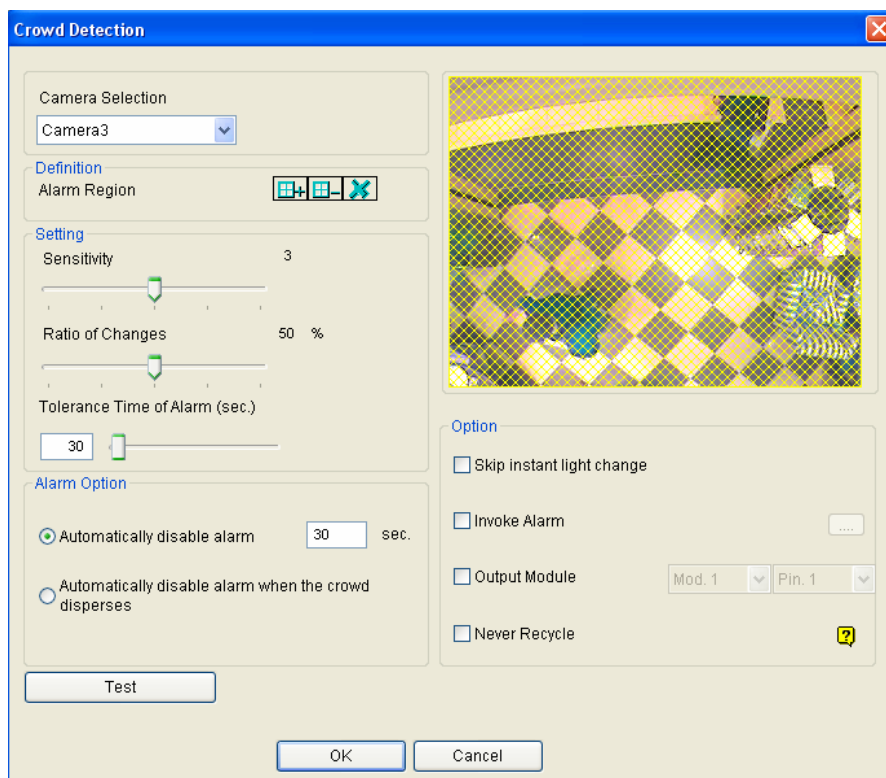 Crowd Detection
Camera Selection
Camera3
Definition
Alarm Region
Setting
Sensitivity 3
Ratio of Changes 50 %
Tolerance Time of Alarm (sec.)
30
Alarm Option
Automatically disable alarm 30 sec.
Automatically disable alarm when the crowd
disperses
Test
Option
Skip instant light change
Invoke Alarm ....
Output Module Mod. 1 Pin. 1
Never Recycle ?
OK Cancel